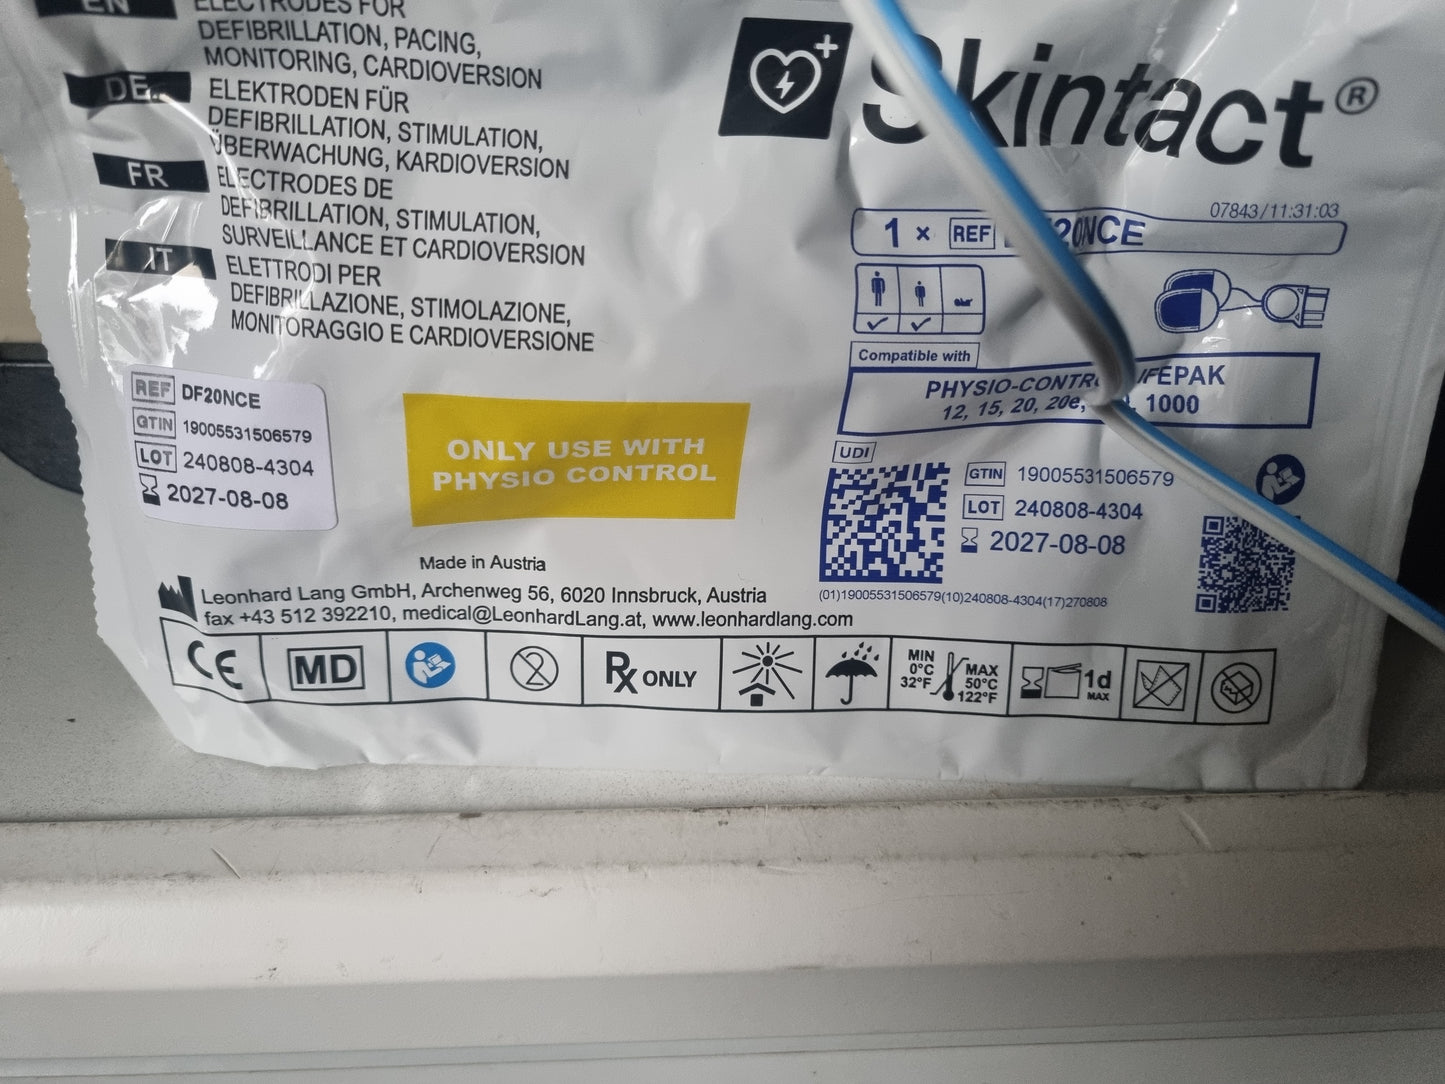 EN
ELECTRODES FOR
DEFIBRILLATION, PACING,
MONITORING, CARDIOVERSION
DE
ELEKTRODEN FÜR
DEFIBRILLATION, STIMULATION,
ÜBERWACHUNG, KARDIOVERSION
FR
ELECTRODES DE
DEFIBRILLATION, STIMULATION,
SURVEILLANCE ET CARDIOVERSION
IT
ELETTRODI PER
DEFIBRILLAZIONE, STIMOLAZIONE,
MONITORAGGIO E CARDIOVERSIONE
REF DF20NCE
GTIN 19005531506579
LOT 240808-4304
2027-08-08
ONLY USE WITH
PHYSIO CONTROL
Skintact®
07843/11:31:03
1 × REF 20NCE
Compatible with
PHYSIO-CONTROL LIFEPAK
12, 15, 20, 20e, 1000
UDI
GTIN 19005531506579
LOT 240808-4304
2027-08-08
(01)19005531506579(10)240808-4304(17)270808
Made in Austria
Leonhard Lang GmbH, Archenweg 56, 6020 Innsbruck, Austria
fax +43 512 392210, medical@LeonhardLang.at, www.leonhardlang.com
CE
MD
2
Rx ONLY
MIN
0°C
32°F
MAX
50°C
122°F
1d
MAX